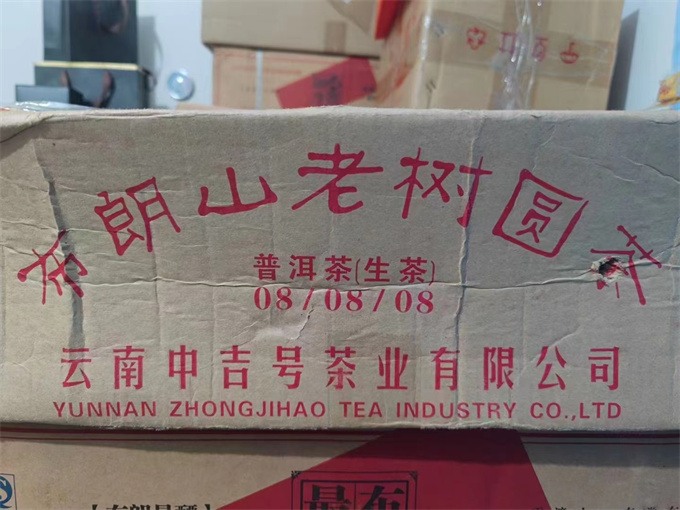 布朗山老树圆茶
普洱茶(生茶)
08/08/08
云南中吉号茶业有限公司
YUNNAN ZHONGJIHAO TEA INDUSTRY CO.,LTD